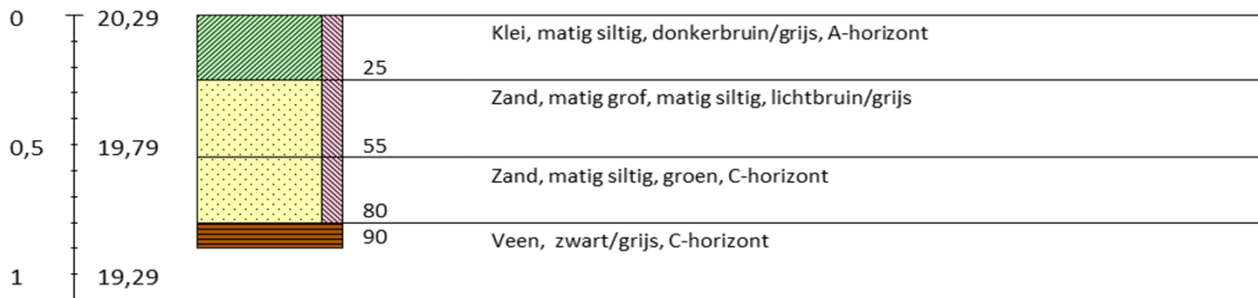 0 20,29
Klei, matig siltig, donkerbruin/grijs, A-horizont
25
Zand, matig grof, matig siltig, lichtbruin/grijs
0,5 19,79 55
Zand, matig siltig, groen, C-horizont
80
90 Veen,  zwart/grijs, C-horizont
1 19,29